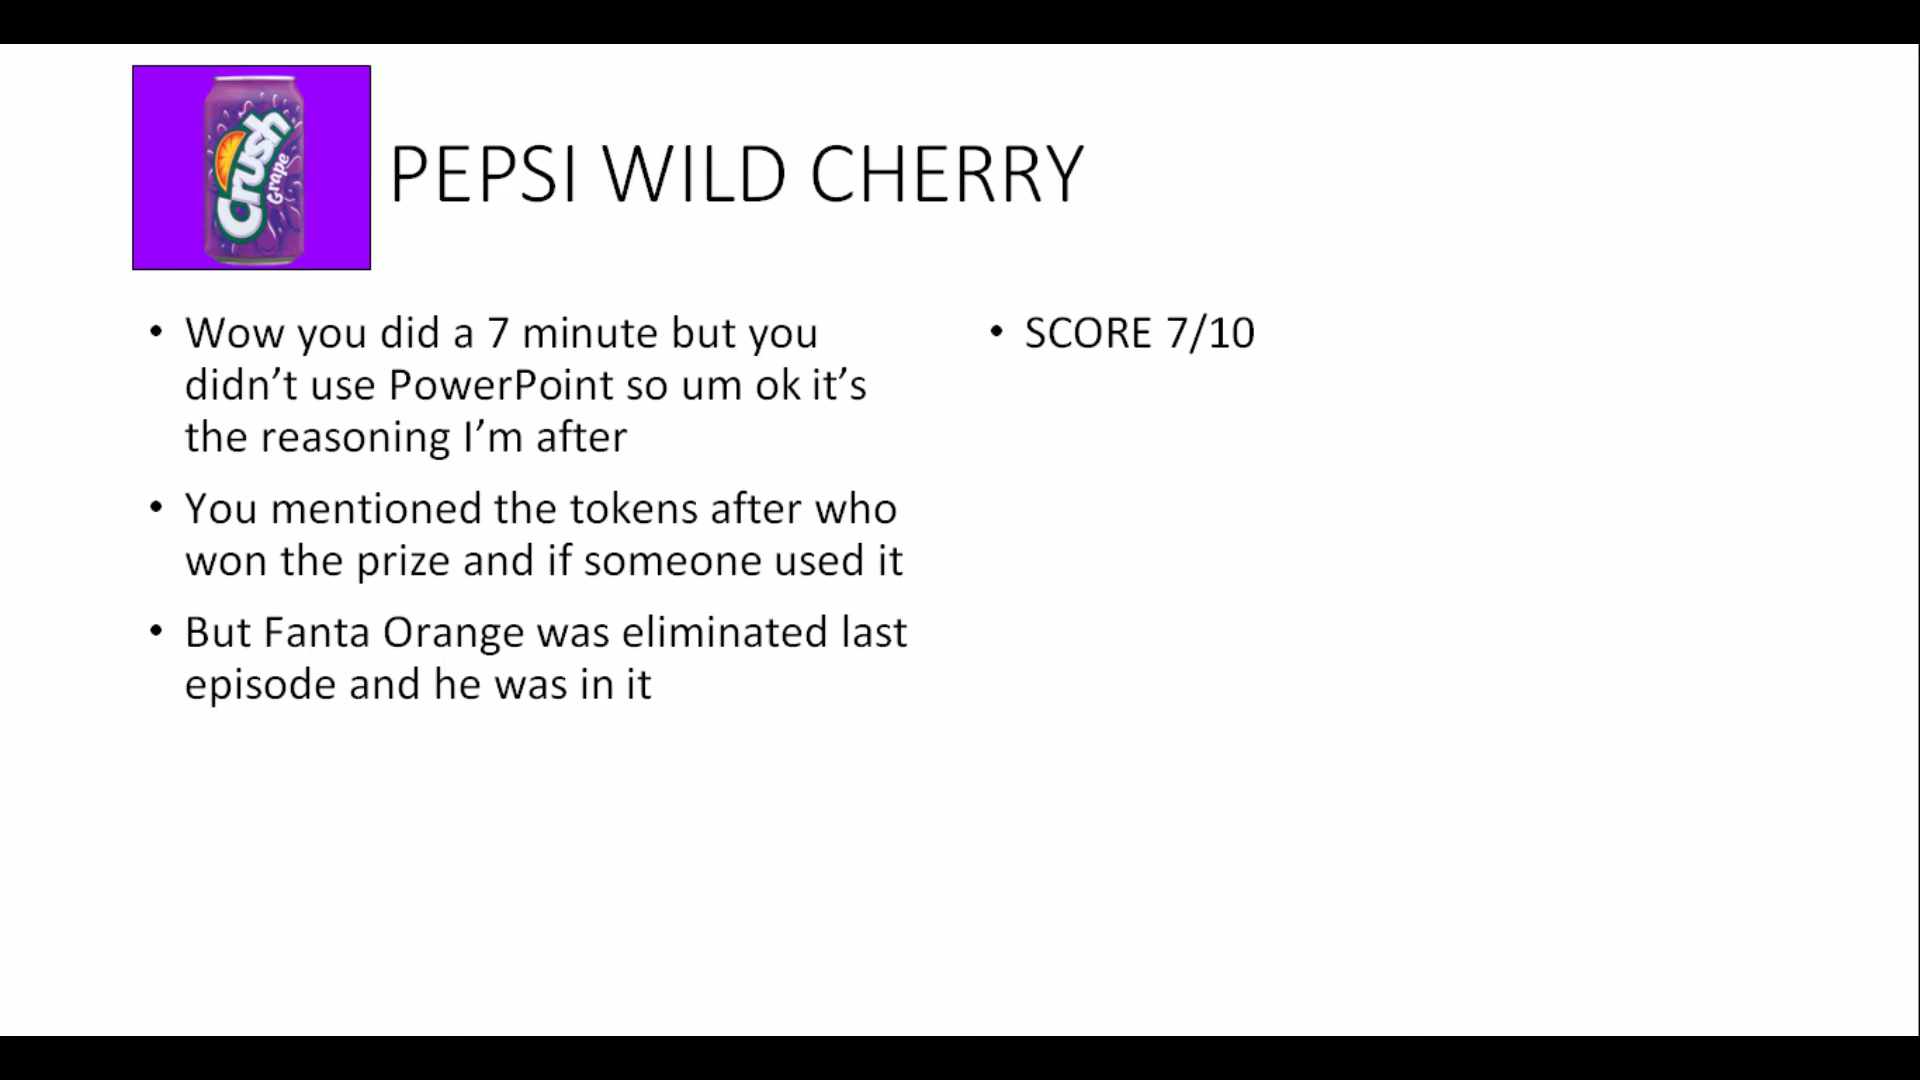 Crush
Grape
PEPSI WILD CHERRY
• Wow you did a 7 minute but you
didn’t use PowerPoint so um ok it’s
the reasoning I’m after
• You mentioned the tokens after who
won the prize and if someone used it
• But Fanta Orange was eliminated last
episode and he was in it
• SCORE 7/10